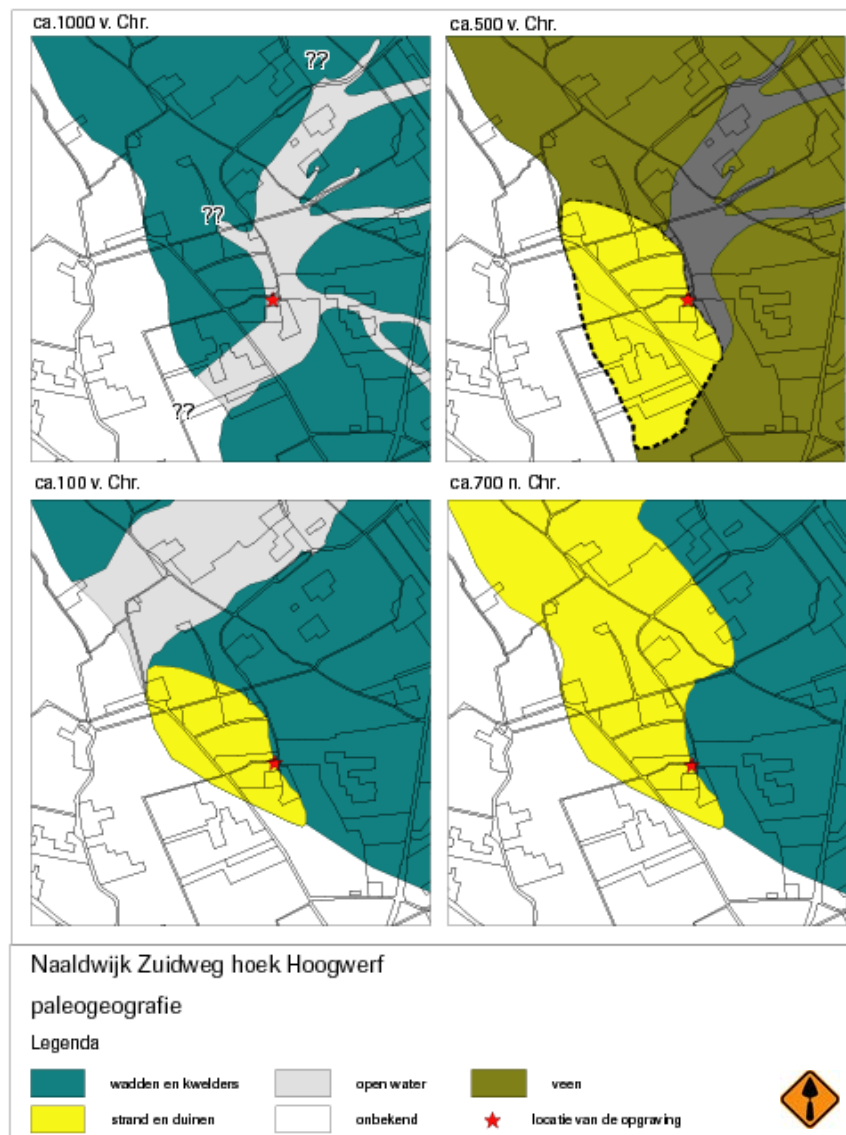 ca.1000 v. Chr.
ca.500 v. Chr.
??
??
??
ca.100 v. Chr.
ca.700 n. Chr.
Naaldwijk Zuidweg hoek Hoogwerf
paleogeografie
Legenda
wadden en kwelders
open water
veen
strand en duinen
onbekend
locatie van de opgraving